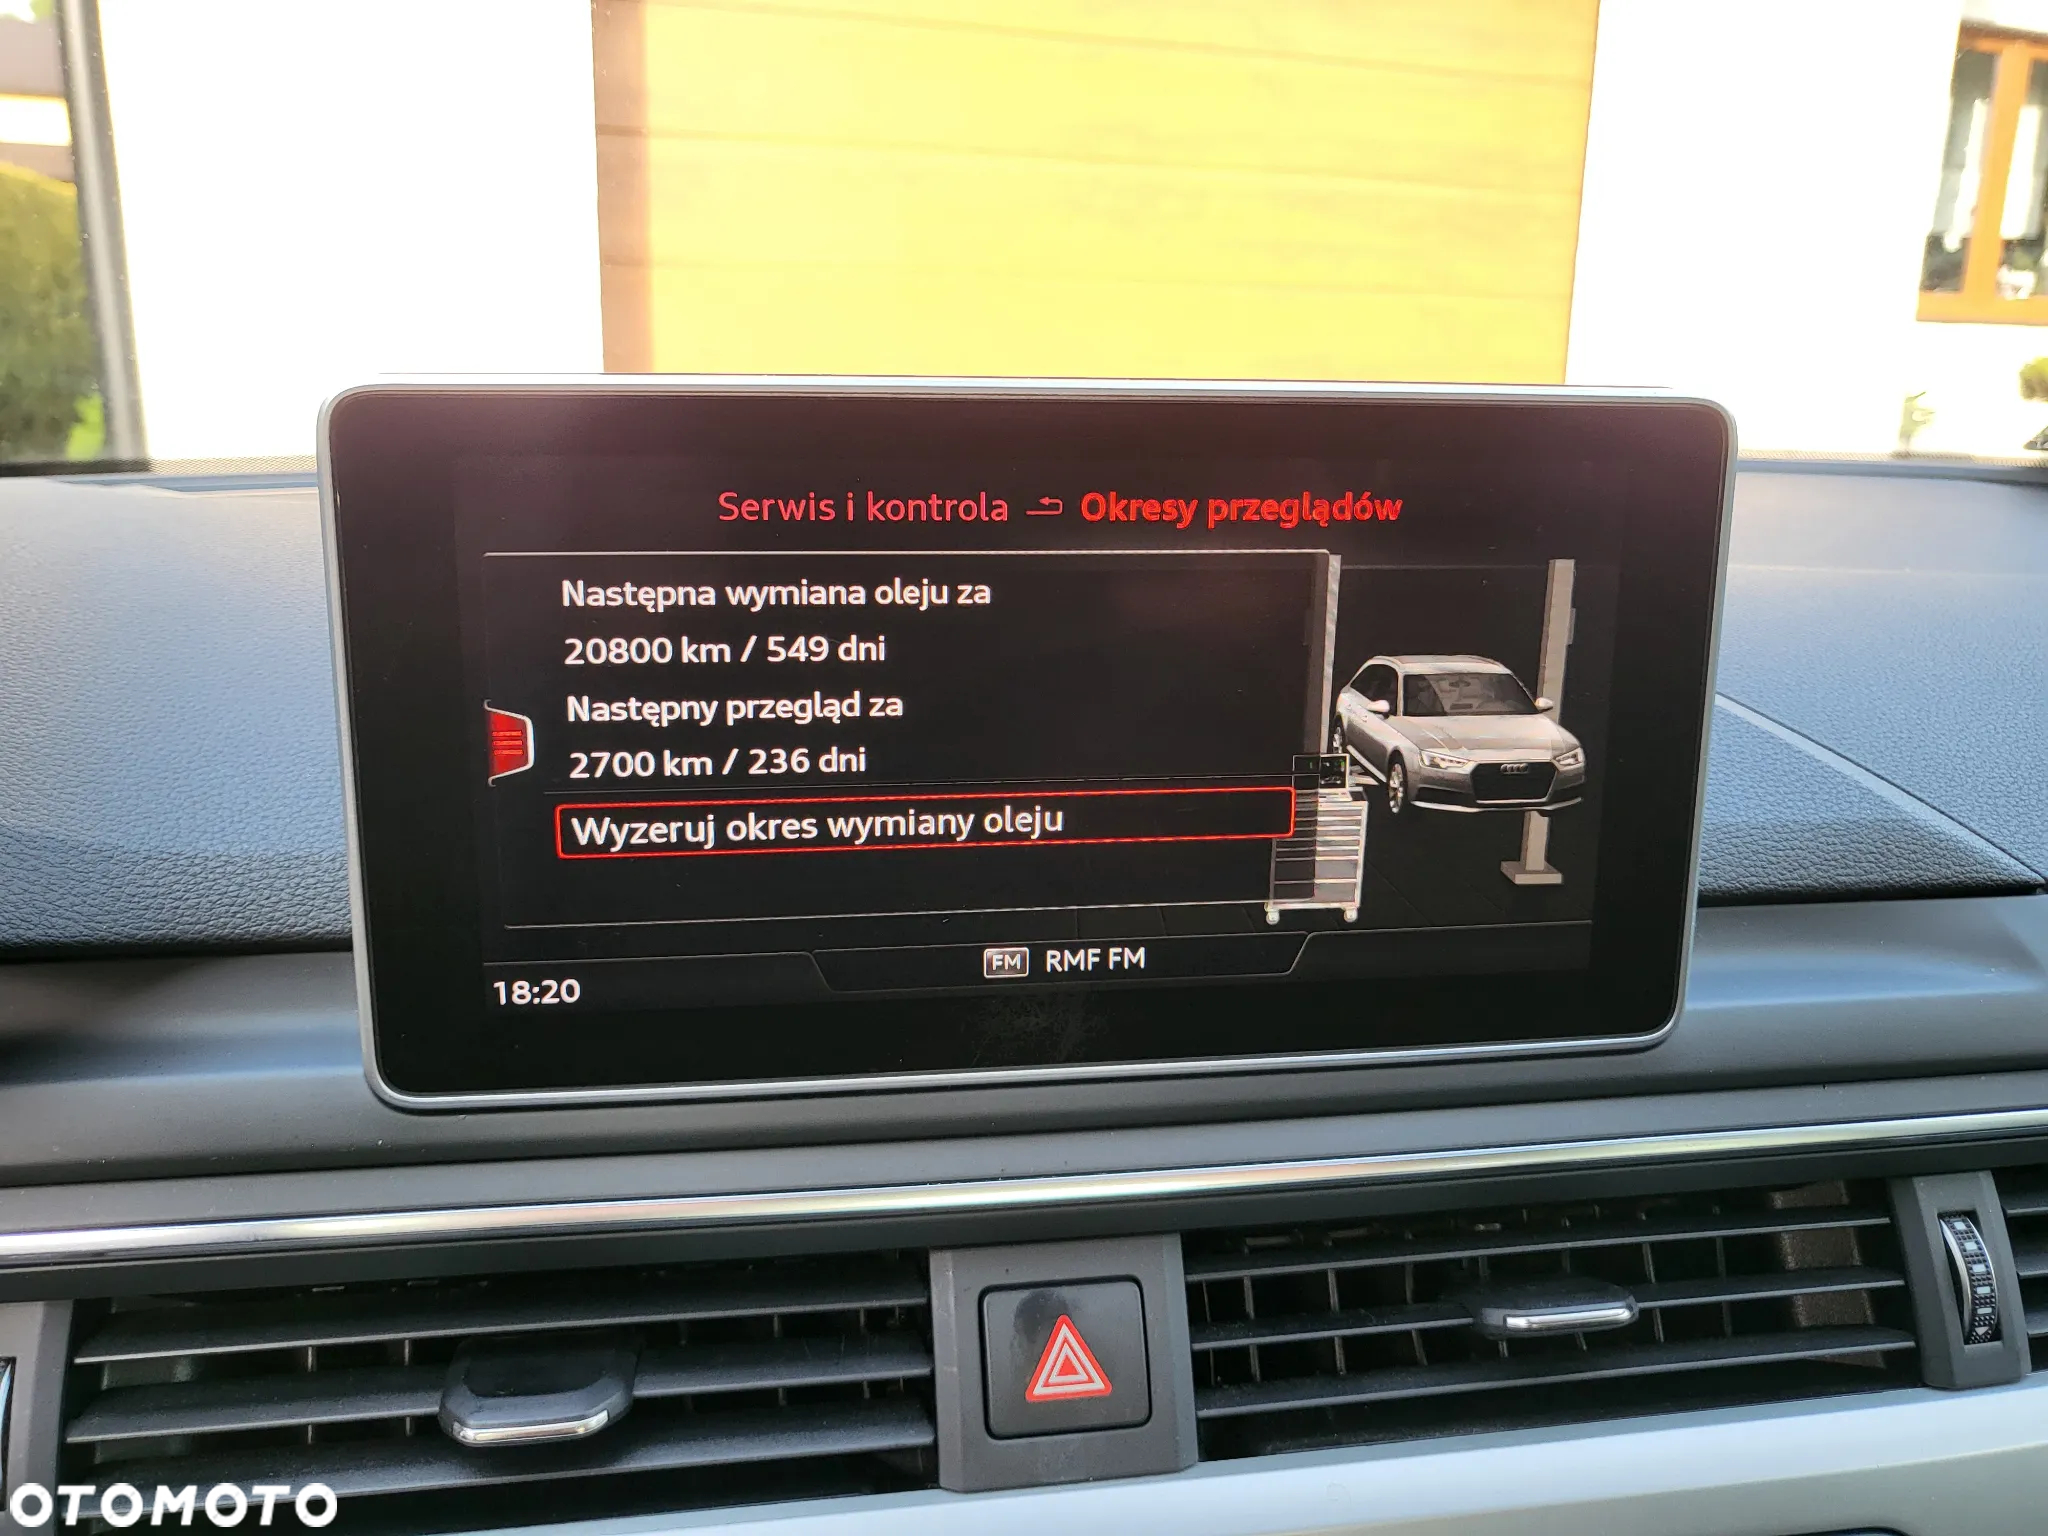 Serwis i kontrola Okresy przeglądów
Następna wymiana oleju za
20800 km / 549 dni
Następny przegląd za
2700 km / 236 dni
Wyzeruj okres wymiany oleju
FM RMF FM
18:20
OTOMOTO